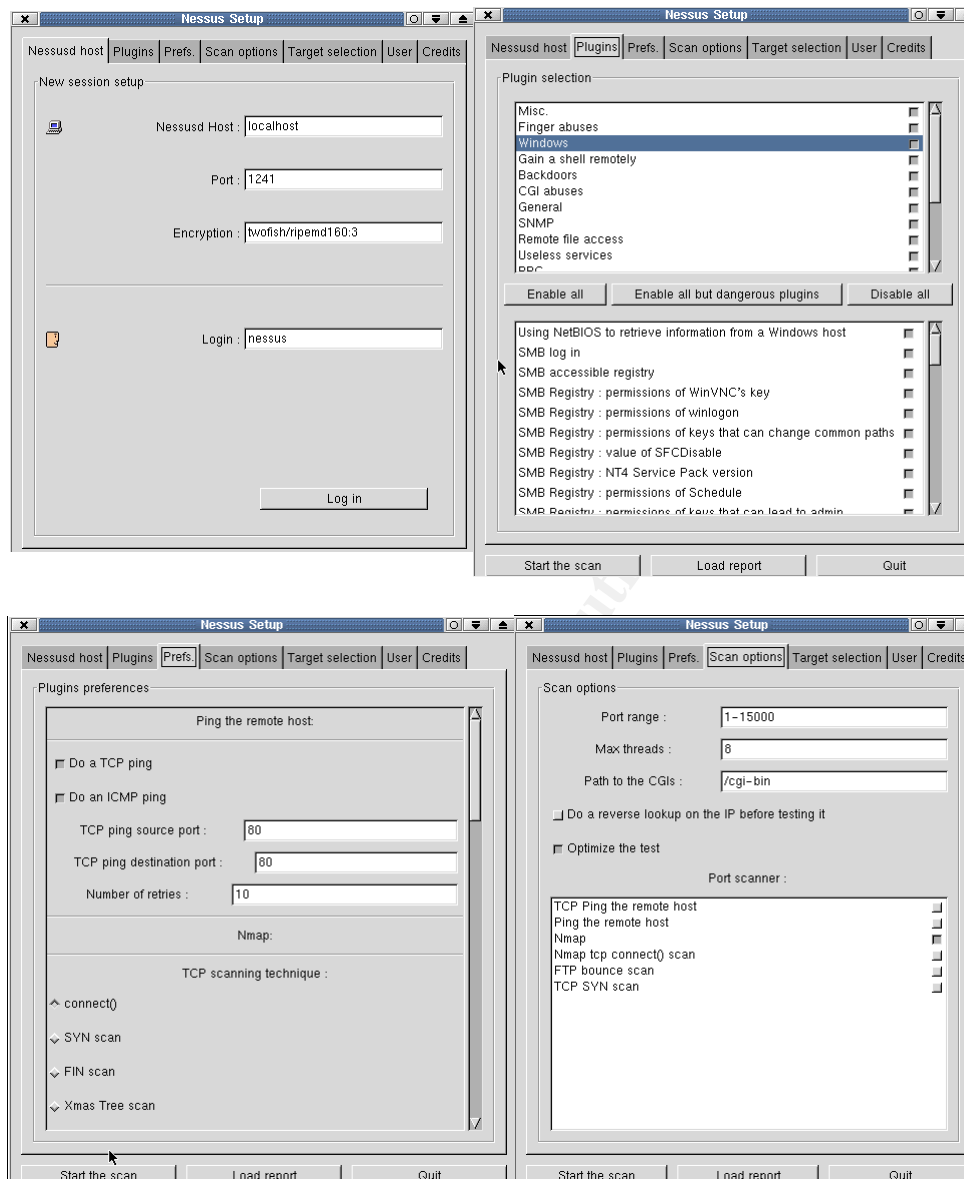 Nessus Setup
Nessusd host Plugins Prefs. Scan options Target selection User Credits
New session setup
Nessusd Host : localhost
Port : 1241
Encryption : twofish/ripemd160:3
Login : nessus
Log in
Nessus Setup
Nessusd host Plugins Prefs. Scan options Target selection User Credits
Plugin selection
Misc.
Finger abuses
Windows
Gain a shell remotely
Backdoors
CGI abuses
General
SNMP
Remote file access
Useless services
RPC
Enable all Enable all but dangerous plugins Disable all
Using NetBIOS to retrieve information from a Windows host
SMB log in
SMB accessible registry
SMB Registry : permissions of WinVNC's key
SMB Registry : permissions of winlogon
SMB Registry : permissions of keys that can change common paths
SMB Registry : value of SFCDisable
SMB Registry : NT4 Service Pack version
SMB Registry : permissions of Schedule
SMB Registry : permissions of keys that can lead to admin
Start the scan Load report Quit
Nessus Setup
Nessusd host Plugins Prefs. Scan options Target selection User Credits
Plugins preferences
Ping the remote host:
Do a TCP ping
Do an ICMP ping
TCP ping source port : 80
TCP ping destination port : 80
Number of retries : 10
Nmap:
TCP scanning technique :
connect()
SYN scan
FIN scan
Xmas Tree scan
Start the scan Load report Quit
Nessus Setup
Nessusd host Plugins Prefs. Scan options Target selection User Credits
Scan options
Port range : 1-15000
Max threads : 8
Path to the CGIs : /cgi-bin
Do a reverse lookup on the IP before testing it
Optimize the test
Port scanner :
TCP Ping the remote host
Ping the remote host
Nmap
Nmap tcp connect() scan
FTP bounce scan
TCP SYN scan
Start the scan Load report Quit